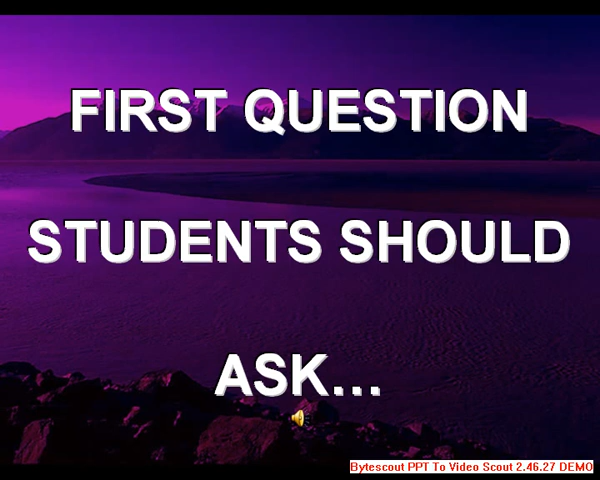 FIRST QUESTION
STUDENTS SHOULD
ASK...
Bytescout PPT To Video Scout 2.46.27 DEMO